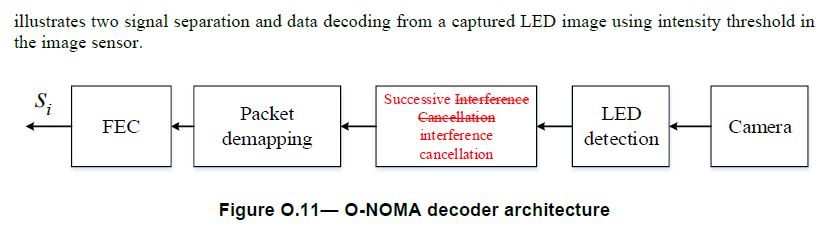 illustrates two signal separation and data decoding from a captured LED image using intensity threshold in
the image sensor.
Si
FEC
Packet
demapping
Successive Interference
Cancellation
interference
cancellation
LED
detection
Camera
Figure O.11— O-NOMA decoder architecture